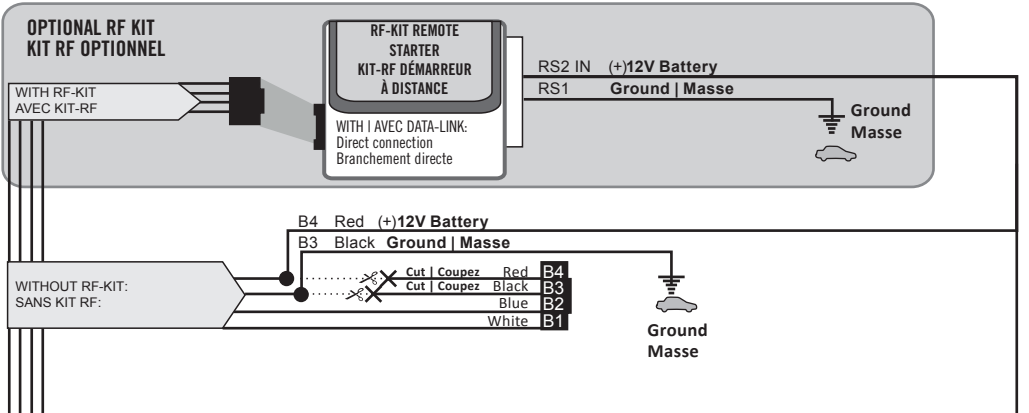 OPTIONAL RF KIT
KIT RF OPTIONNEL
RF-KIT REMOTE
STARTER
KIT-RF DÉMARREUR
À DISTANCE
WITH RF-KIT
AVEC KIT-RF
WITH | AVEC DATA-LINK:
Direct connection
Branchement directe
RS2 IN (+)12V Battery
RS1 Ground | Masse
Ground
Masse
B4 Red (+)12V Battery
B3 Black Ground | Masse
WITHOUT RF-KIT:
SANS KIT RF:
Cut | Coupez Red B4
Cut | Coupez Black B3
Blue B2
White B1
Ground
Masse